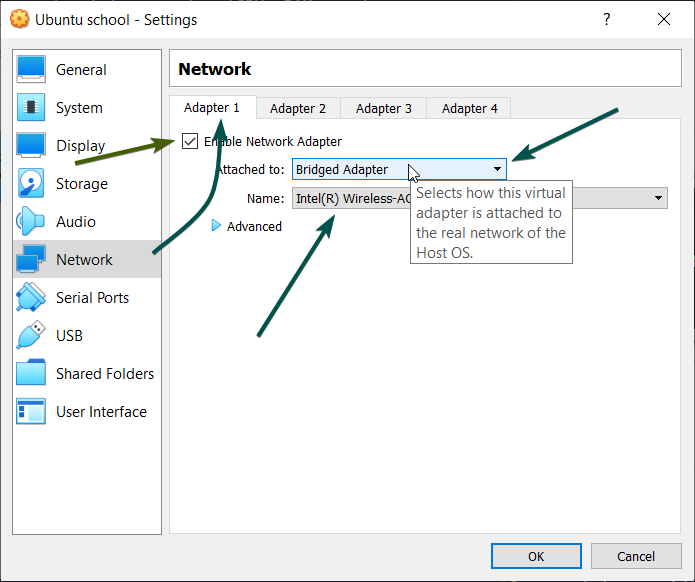 Ubuntu school - Settings
?
General
System
Display
Storage
Audio
Network
Serial Ports
USB
Shared Folders
User Interface
Network
Adapter 1 Adapter 2 Adapter 3 Adapter 4
Enable Network Adapter
Attached to: Bridged Adapter
Name: Intel(R) Wireless-AC
Advanced
Selects how this virtual
adapter is attached to
the real network of the
Host OS.
OK Cancel